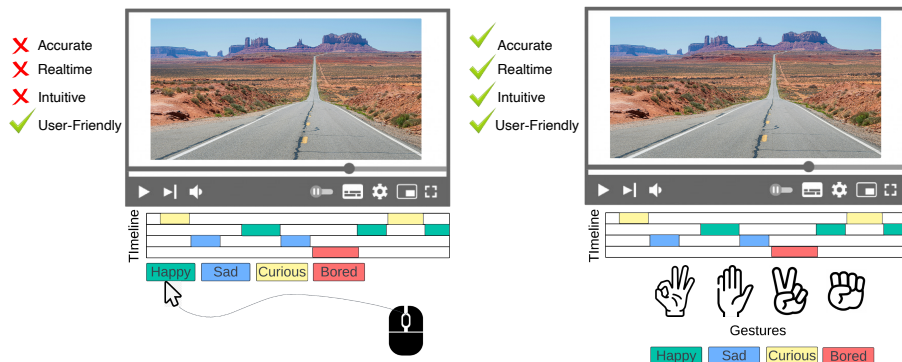 Accurate
Realtime
Intuitive
User-Friendly
TImeline
Happy Sad Curious Bored
Accurate
Realtime
Intuitive
User-Friendly
TImeline
Gestures
Happy Sad Curious Bored